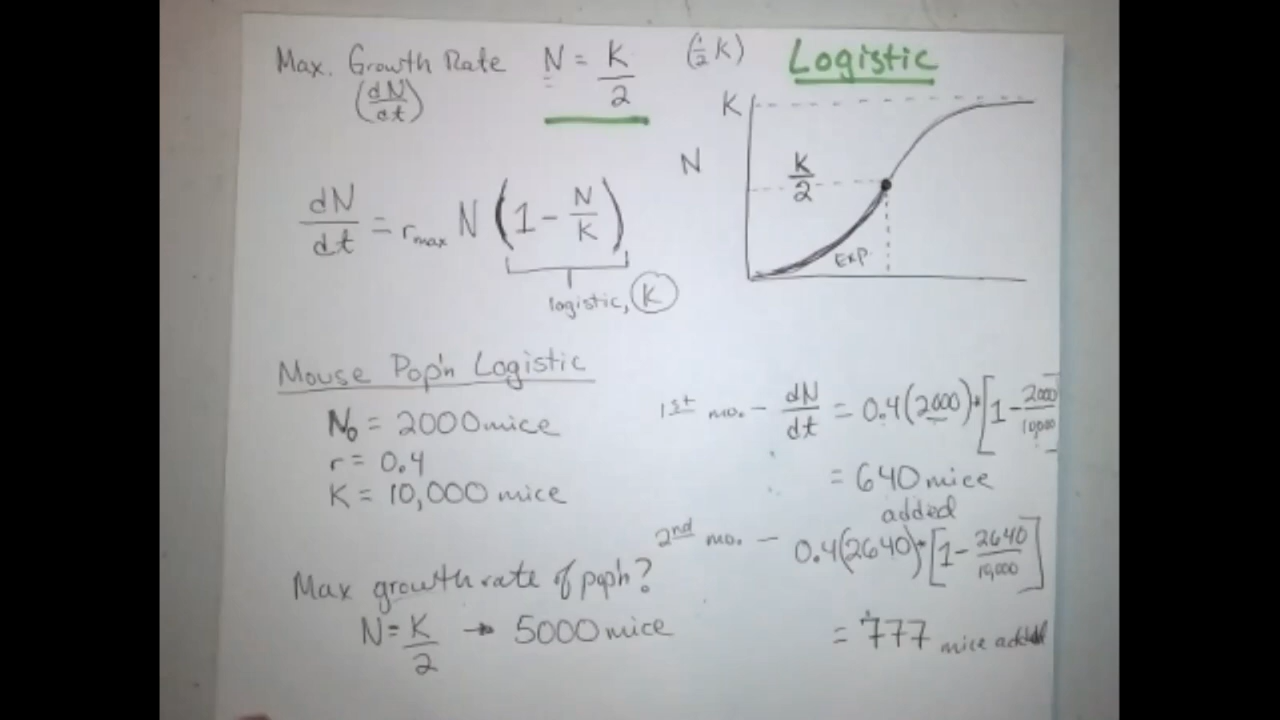 Max. Growth Rate N = K/2 (½K)
(dN/dt)
Logistic
K
N
K/2
Exp.
dN/dt = rmax N (1 - N/K)
logistic, K
Mouse Pop'n Logistic
N0 = 2000 mice
r = 0.4
K = 10,000 mice
Max growth rate of pop'n?
N = K/2 → 5000 mice
1st mo. - dN/dt = 0.4(2000)·[1 - 2000/10,000
= 640 mice
added
2nd mo. - 0.4(2640)·[1 - 2640/10,000]
= 777 mice added